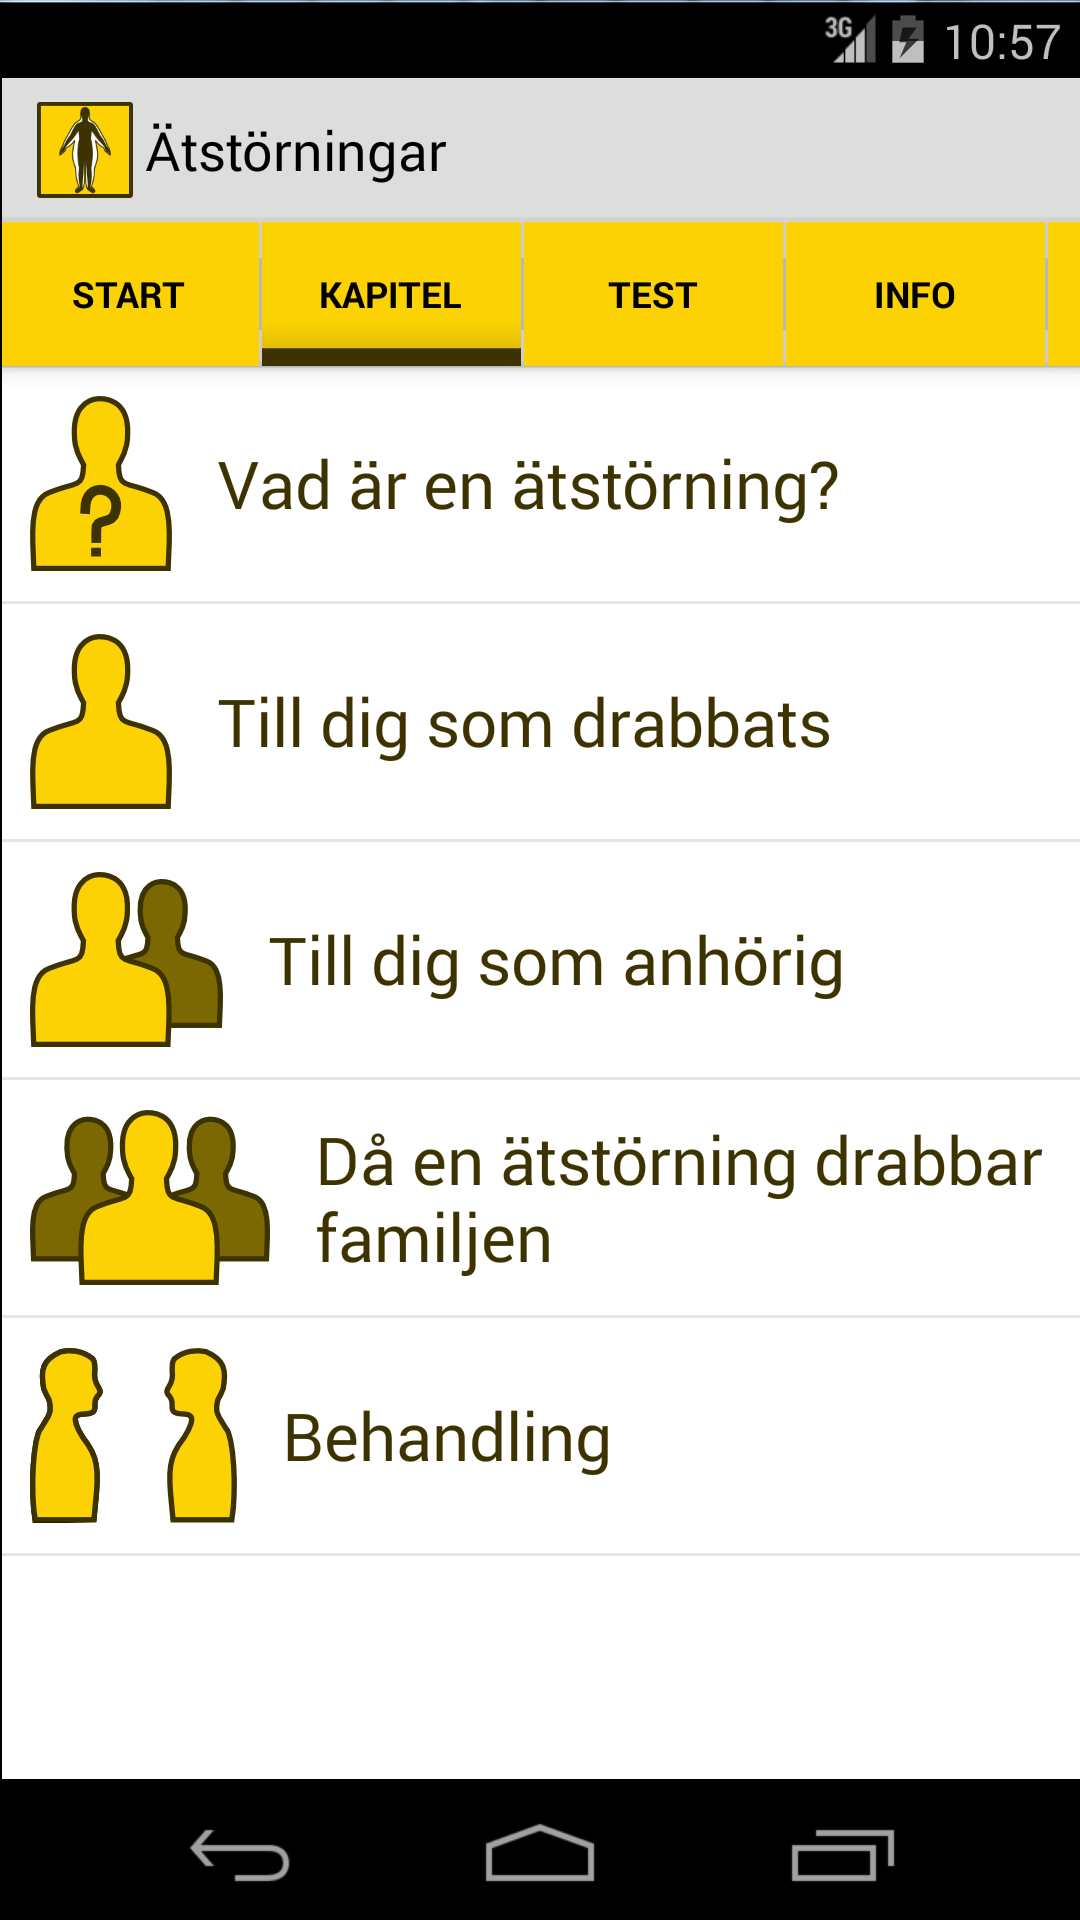 3G 10:57
Ätstörningar
START KAPITEL TEST INFO
?
Vad är en ätstörning?
Till dig som drabbats
Till dig som anhörig
Då en ätstörning drabbar
familjen
Behandling